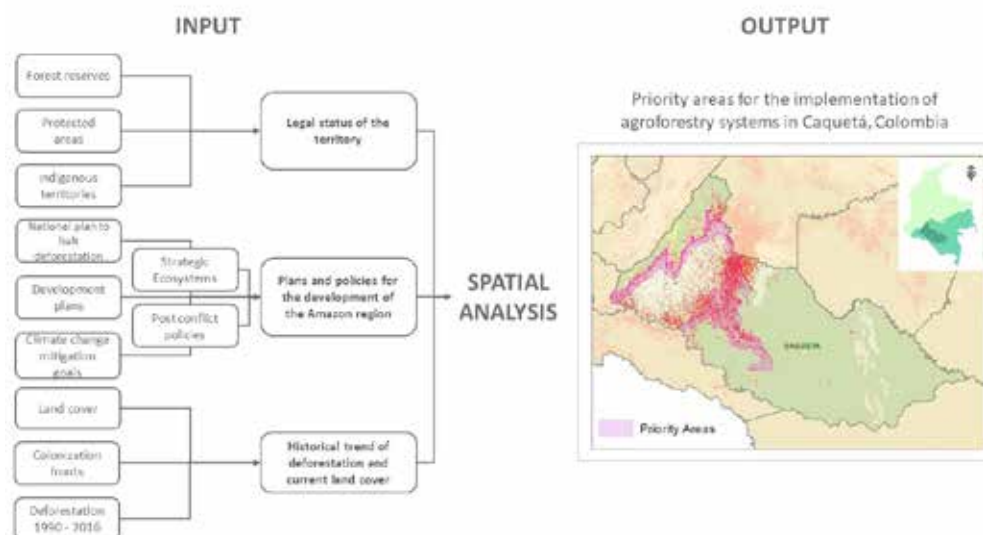 INPUT
Forest reserves
Protected
areas
Indigenous
territories
National plan to
halt
deforestation
Development
plans
Climate change
mitigation
goals
Land cover
Colonization
fronts
Deforestation
1990 - 2016
Strategic
Ecosystems
Post conflict
policies
Legal status of the
territory
Plans and policies for
the development of
the Amazon region
Historical trend of
deforestation and
current land cover
SPATIAL
ANALYSIS
OUTPUT
Priority areas for the implementation of
agroforestry systems in Caquetá, Colombia
CAQUETÁ
Priority Areas